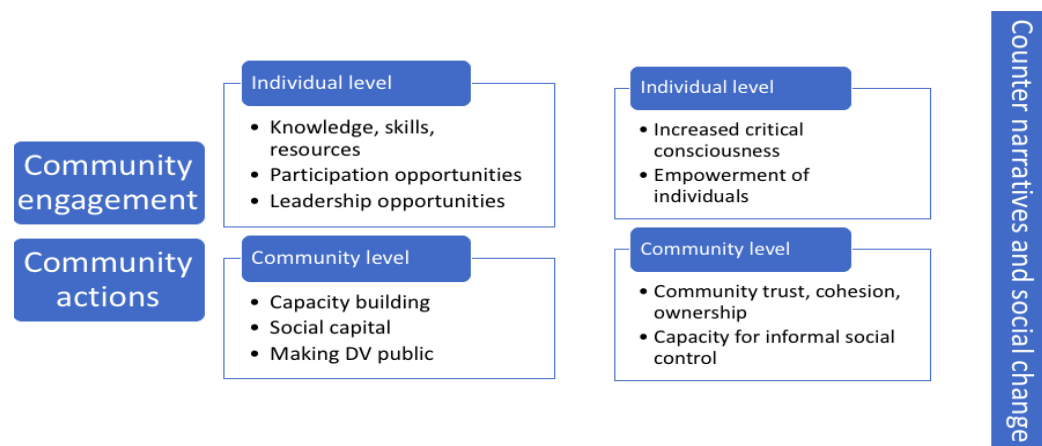 Community
engagement
Community
actions
Individual level
• Knowledge, skills,
resources
• Participation opportunities
• Leadership opportunities
Community level
• Capacity building
• Social capital
• Making DV public
Individual level
• Increased critical
consciousness
• Empowerment of
individuals
Community level
• Community trust, cohesion,
ownership
• Capacity for informal social
control
Counter narratives and social change